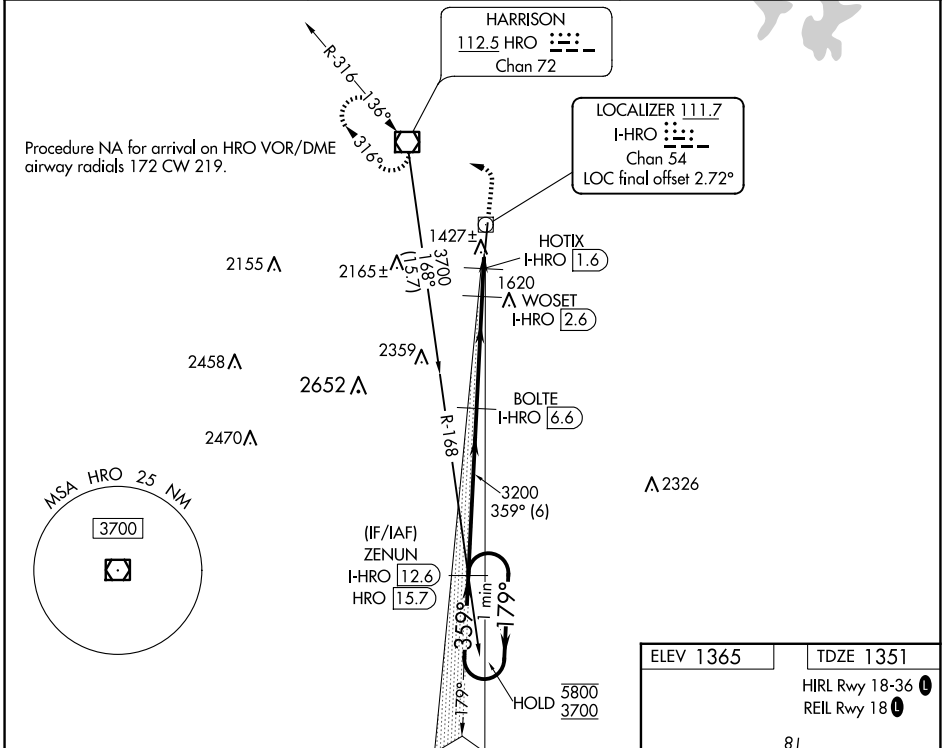 HARRISON
112.5 HRO
Chan 72
R-316
136°
316°
LOCALIZER 111.7
I-HRO
Chan 54
LOC final offset 2.72°
Procedure NA for arrival on HRO VOR/DME
airway radials 172 CW 219.
1427±
HOTIX
I-HRO 1.6
2155
2165±
3700
168°
(15.7)
1620
WOSET
I-HRO 2.6
2458
2359
2652
BOLTE
I-HRO 6.6
R-168
2470
2326
MSA HRO 25 NM
3700
3200
359° (6)
(IF/IAF)
ZENUN
I-HRO 12.6
HRO 15.7
359°
1 min
179°
179°
HOLD 5800
3700
ELEV 1365
TDZE 1351
HIRL Rwy 18-36 L
REIL Rwy 18 L